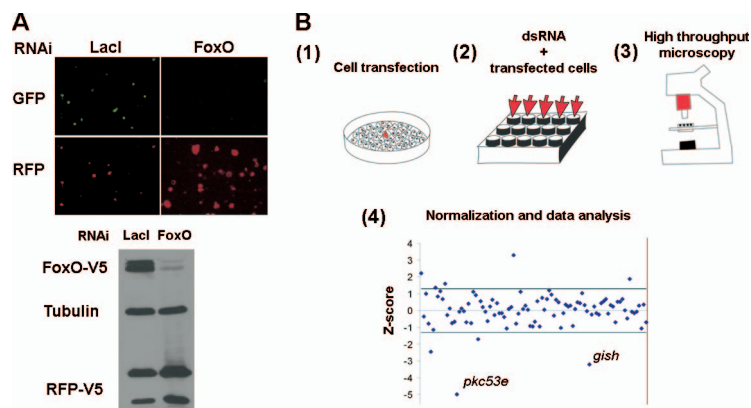 A
RNAi
LacI
FoxO
GFP
RFP
RNAi
LacI FoxO
FoxO-V5
Tubulin
RFP-V5
B
(1)
Cell transfection
(2)
dsRNA
+
transfected cells
(3)
High throughput
microscopy
(4)
Normalization and data analysis
Z-score
4
3
2
1
0
-1
-2
-3
-4
-5
pkc53e
gish